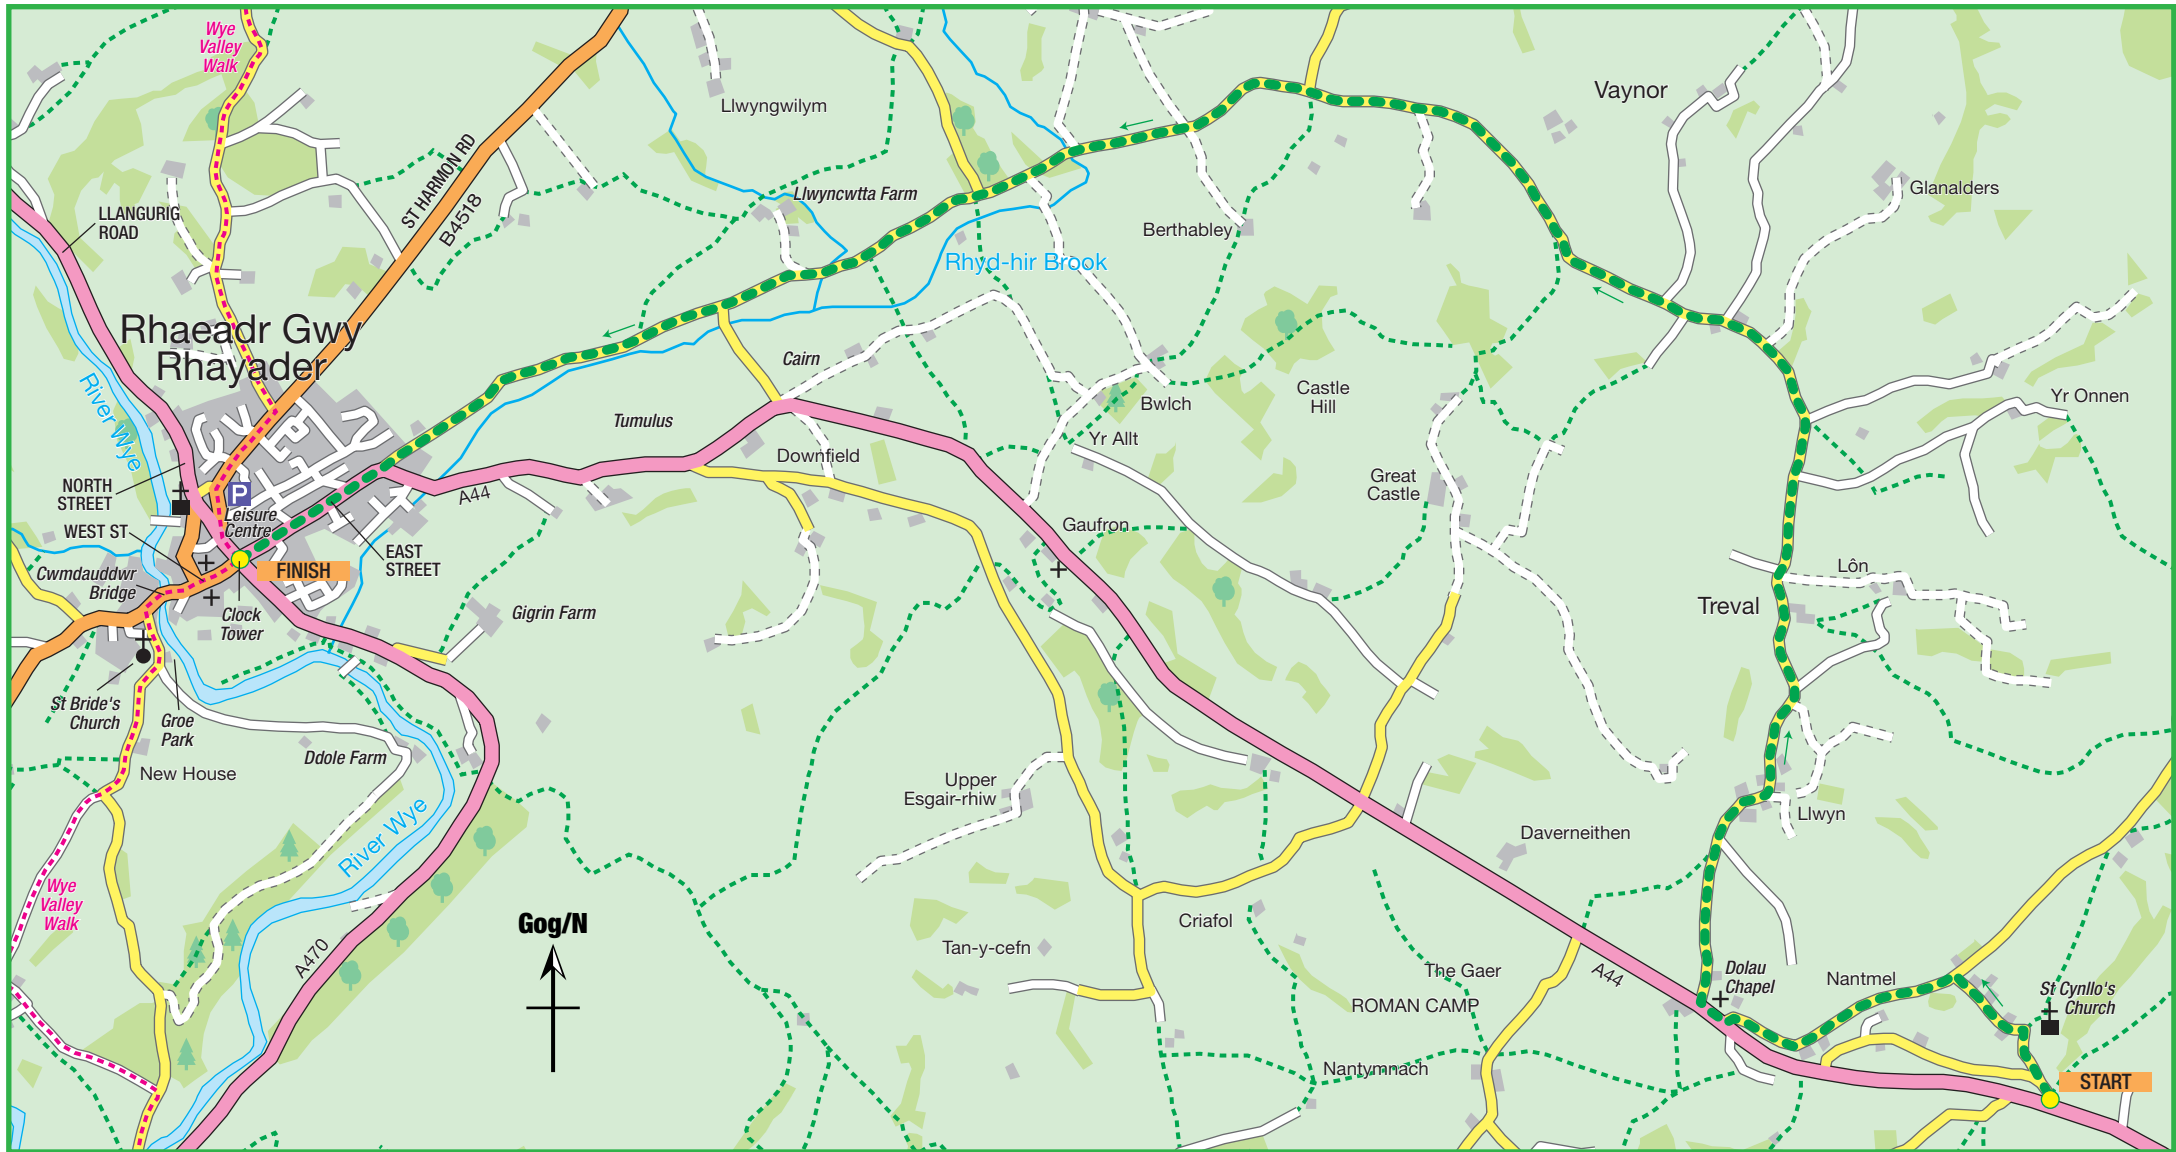 Wye
Valley
Walk
Llwyngwilym
ST HARMON RD
B4518
Vaynor
Glanalders
LLANGURIG
ROAD
Llwyncwtta Farm
Berthabley
Rhyd-hir Brook
Rhaeadr Gwy
Rhayader
River Wye
Cairn
Tumulus
Castle
Hill
Bwlch
Yr Onnen
Yr Allt
Downfield
Great
Castle
NORTH
STREET
P
Leisure
Centre
A44
WEST ST
Gaufron
EAST
STREET
FINISH
Cwmdauddwr
Bridge
Clock
Tower
Gigrin Farm
Lôn
Treval
St Bride's
Church
Groe
Park
Ddole Farm
New House
Upper
Esgair-rhiw
Llwyn
River Wye
Daverneithen
Wye
Valley
Walk
Gog/N
Criafol
Tan-y-cefn
A470
The Gaer
ROMAN CAMP
A44
Dolau
Chapel
Nantmel
St Cynllo's
Church
Nantymnach
START